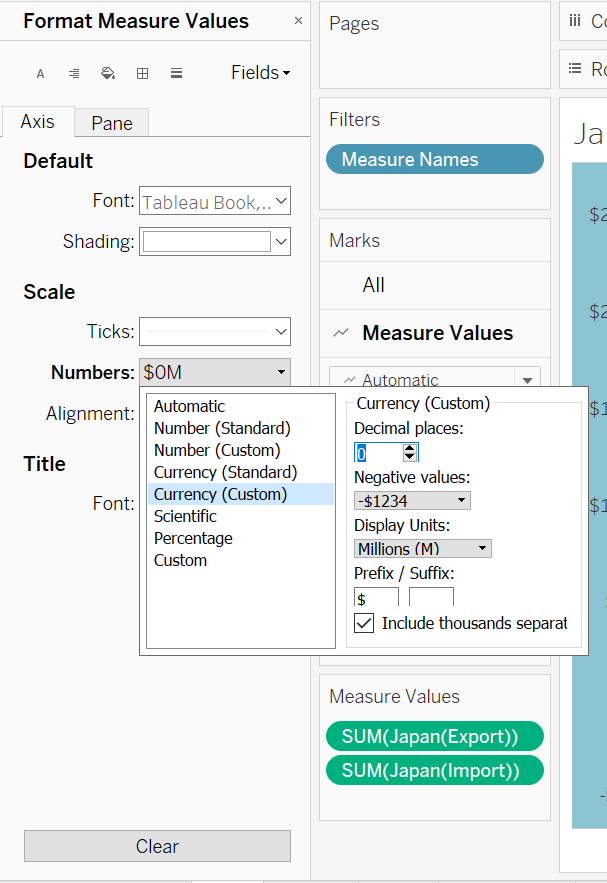 Format Measure Values ×
A
Fields
Axis
Pane
Default
Font: Tableau Book,..
Shading:
Scale
Ticks:
Numbers: $0M
Alignment:
Title
Font:
Automatic
Number (Standard)
Number (Custom)
Currency (Standard)
Currency (Custom)
Scientific
Percentage
Custom
Currency (Custom)
Decimal places:
0
Negative values:
-$1234
Display Units:
Millions (M)
Prefix / Suffix:
$
Include thousands separat
Clear
Pages
Filters
Measure Names
Marks
All
Measure Values
Automatic
Measure Values
SUM(Japan(Export))
SUM(Japan(Import))
Ja
$2
$2
$1
$1